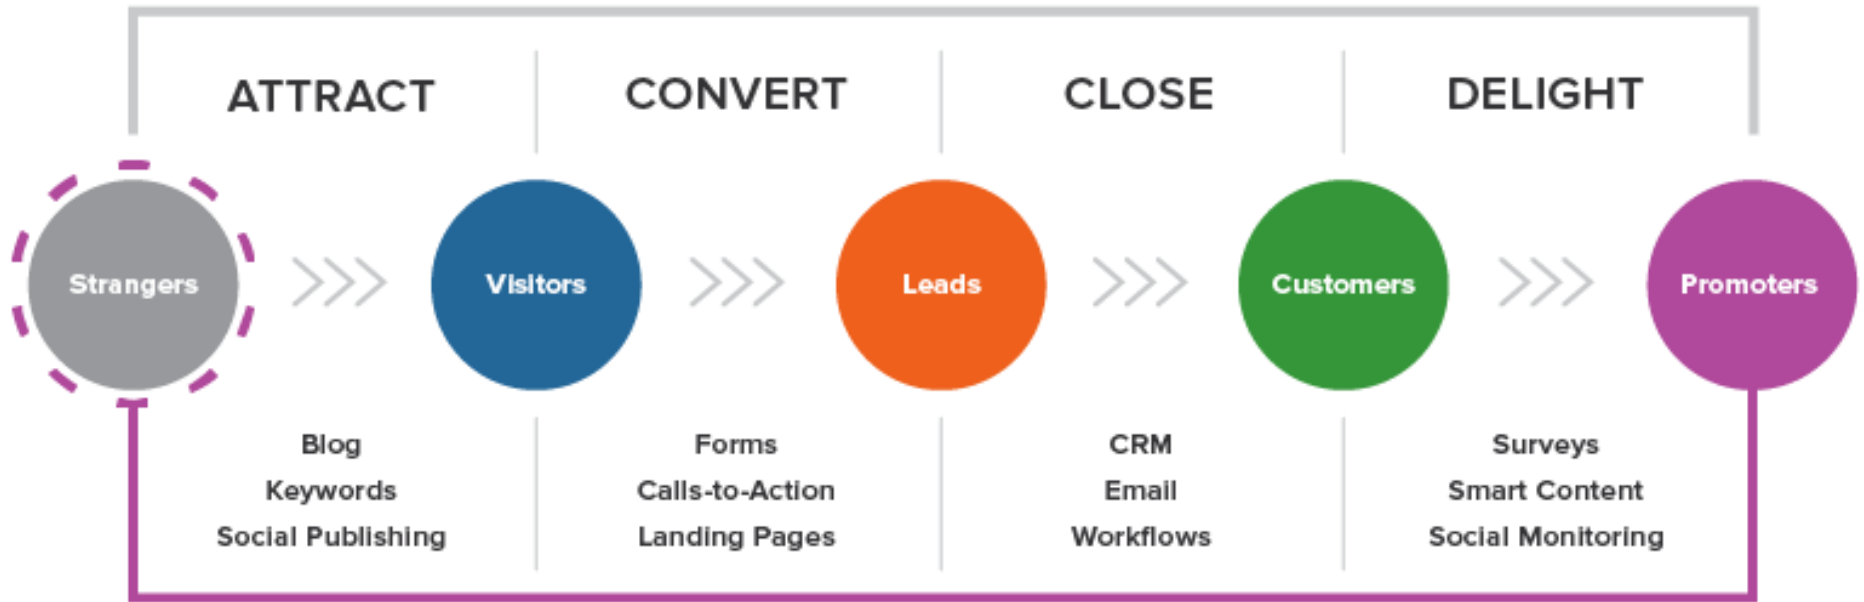 ATTRACT
CONVERT
CLOSE
DELIGHT
Strangers
Visitors
Leads
Customers
Promoters
Blog
Keywords
Social Publishing
Forms
Calls-to-Action
Landing Pages
CRM
Email
Workflows
Surveys
Smart Content
Social Monitoring